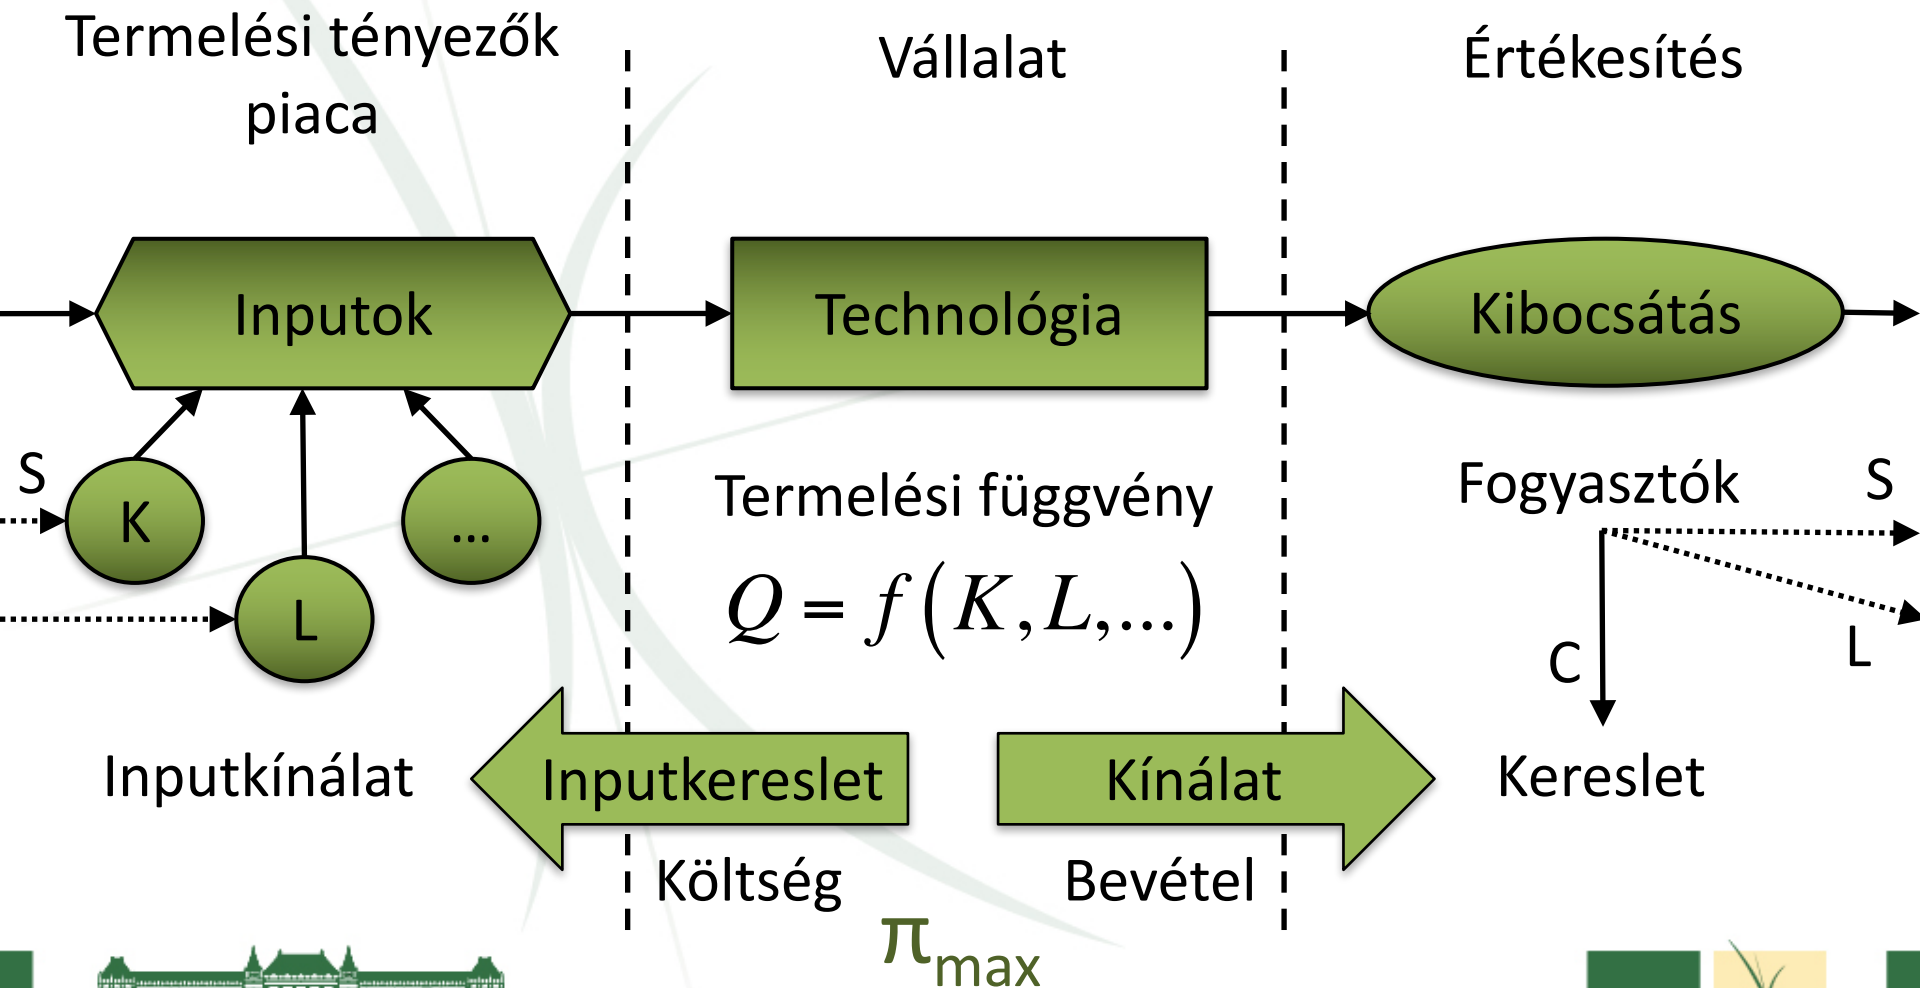 Termelési tényezők
piaca
Vállalat
Értékesítés
Inputok
Technológia
Kibocsátás
S
K
...
L
Termelési függvény
Q = f(K,L,...)
Fogyasztók
S
C
L
Inputkínálat
Inputkereslet
Kínálat
Kereslet
Költség
Bevétel
πmax